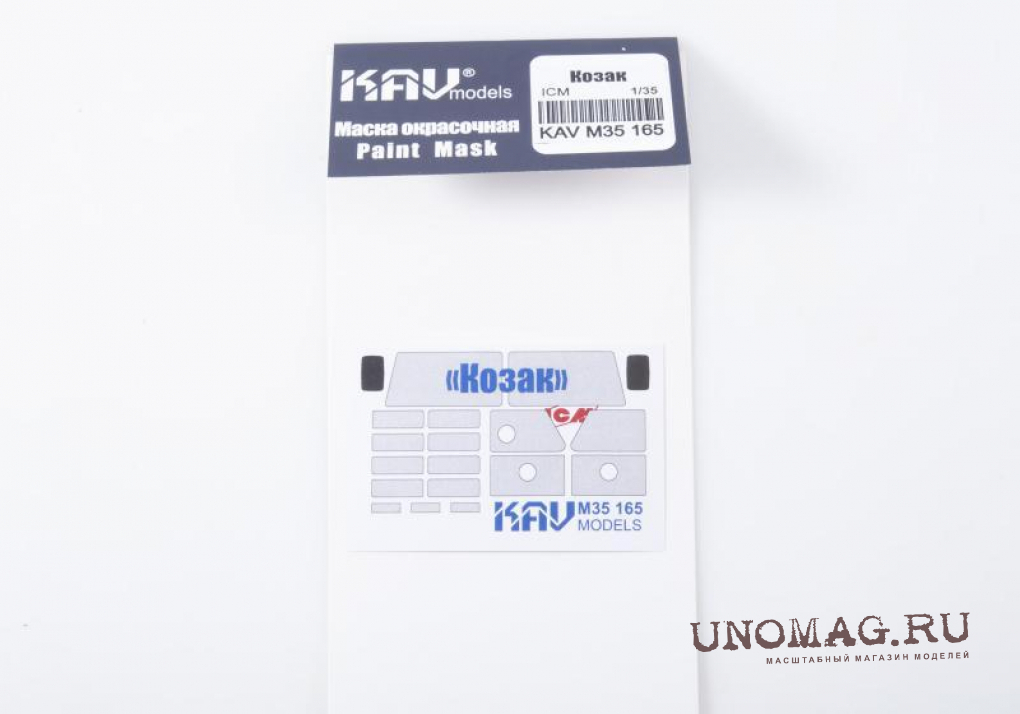 KAV®
models
Маска окрасочная
Paint Mask
Козак
ICM 1/35
KAV M35 165
«Козак»
ICM
KAV M35 165
MODELS
UNOMAG.RU
МАСШТАБНЫЙ МАГАЗИН МОДЕЛЕЙ